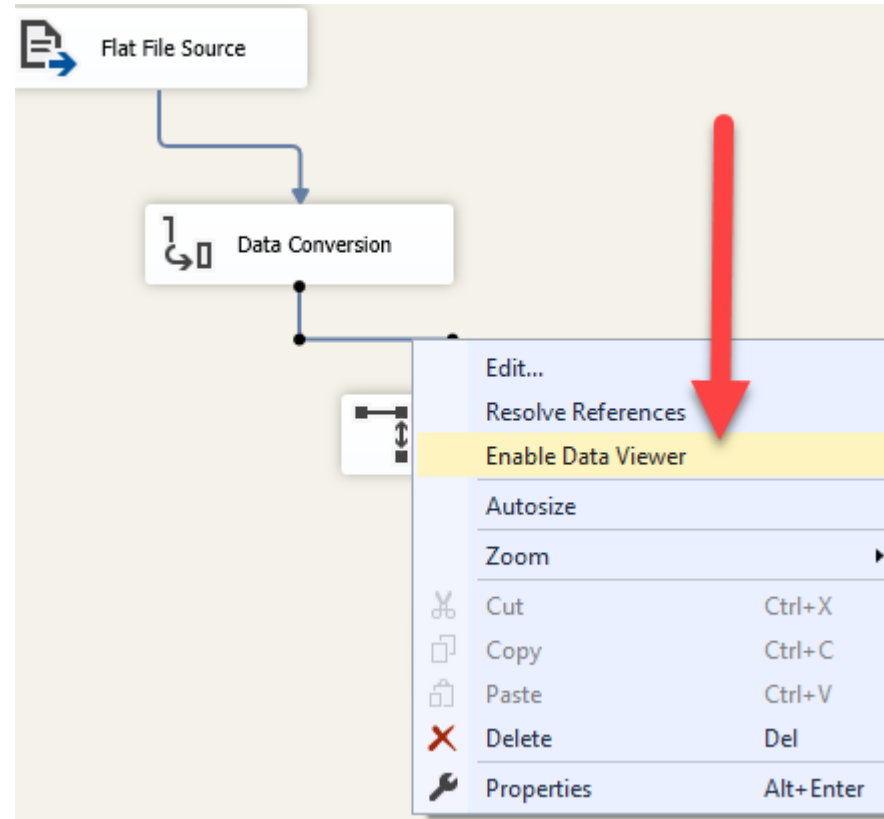 Flat File Source
Data Conversion
Edit...
Resolve References
Enable Data Viewer
Autosize
Zoom
Cut Ctrl+X
Copy Ctrl+C
Paste Ctrl+V
Delete Del
Properties Alt+Enter